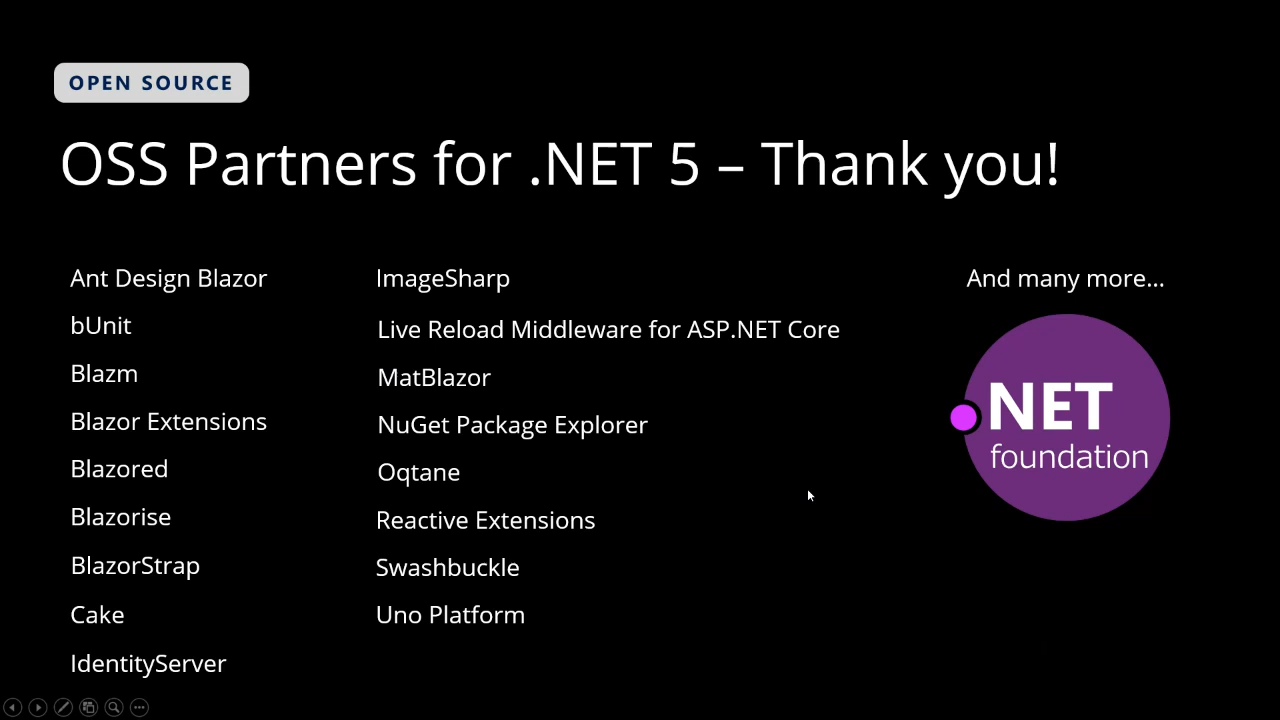 OPEN SOURCE
OSS Partners for .NET 5 – Thank you!
Ant Design Blazor
bUnit
Blazm
Blazor Extensions
Blazored
Blazorise
BlazorStrap
Cake
IdentityServer
ImageSharp
Live Reload Middleware for ASP.NET Core
MatBlazor
NuGet Package Explorer
Oqtane
Reactive Extensions
Swashbuckle
Uno Platform
And many more...
NET
foundation